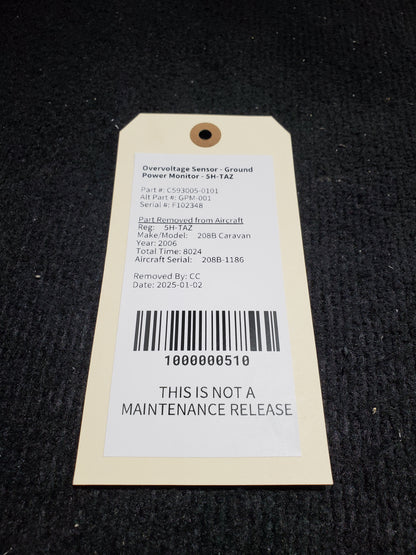 Overvoltage Sensor - Ground
Power Monitor - 5H-TAZ
Part #: C593005-0101
Alt Part #: GPM-001
Serial #: F102348
Part Removed from Aircraft
Reg: 5H-TAZ
Make/Model: 208B Caravan
Year: 2006
Total Time: 8024
Aircraft Serial: 208B-1186
Removed By: CC
Date: 2025-01-02
1000000510
THIS IS NOT A
MAINTENANCE RELEASE